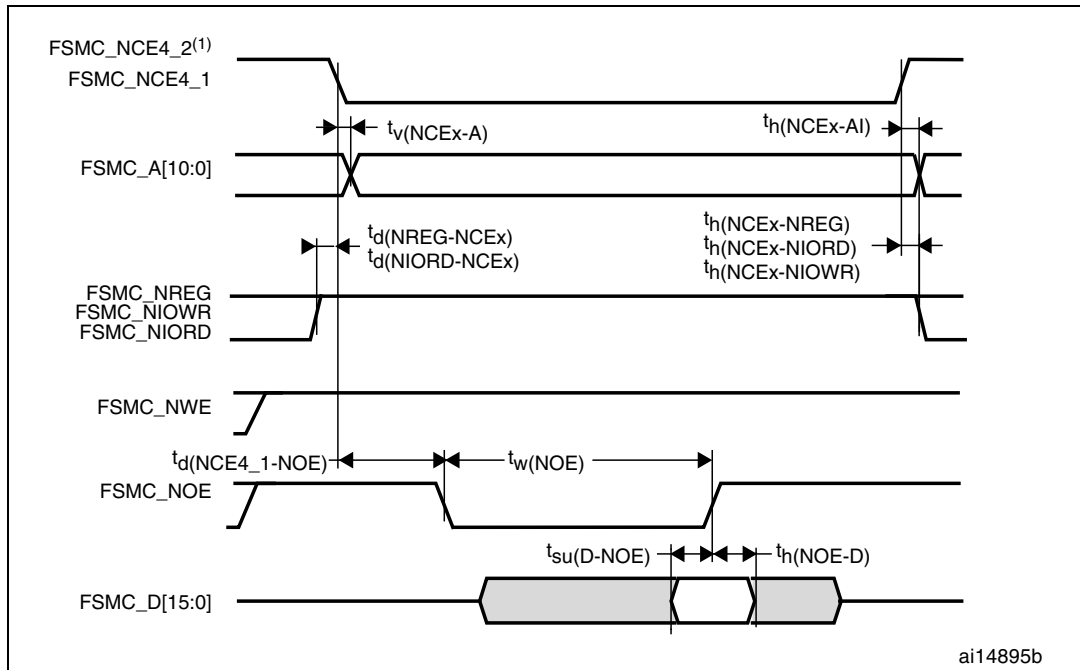 FSMC_NCE4_2(1)
FSMC_NCE4_1
tv(NCEx-A)
th(NCEx-AI)
FSMC_A[10:0]
td(NREG-NCEx)
td(NIORD-NCEx)
th(NCEx-NREG)
th(NCEx-NIORD)
th(NCEx-NIOWR)
FSMC_NREG
FSMC_NIOWR
FSMC_NIORD
FSMC_NWE
td(NCE4_1-NOE)
tw(NOE)
FSMC_NOE
tsu(D-NOE)
th(NOE-D)
FSMC_D[15:0]
ai14895b